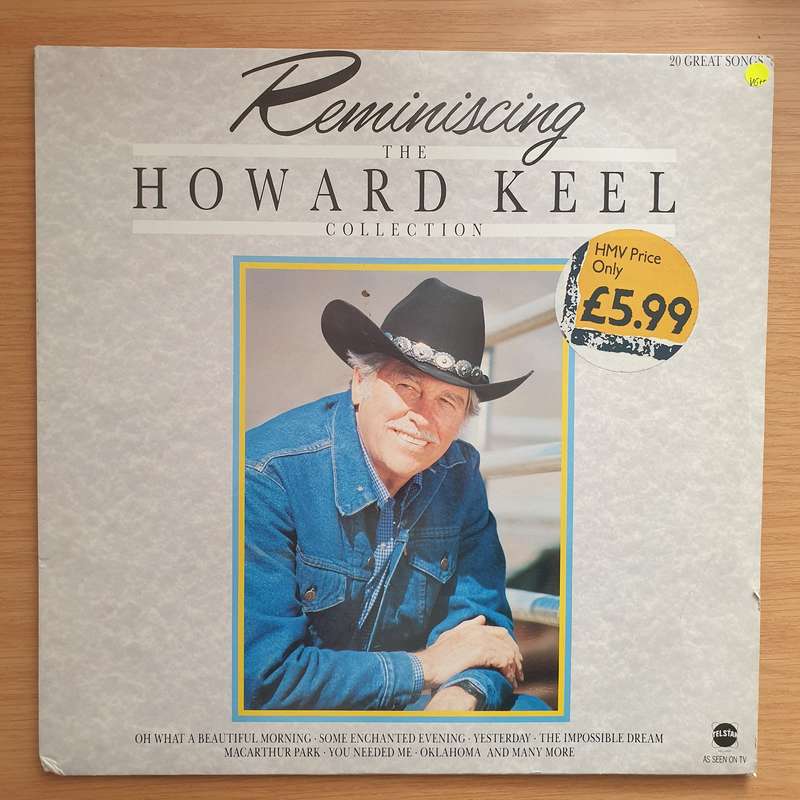 20 GREAT SONGS
Reminiscing
THE
HOWARD KEEL
COLLECTION
HMV Price
Only
£5.99
OH WHAT A BEAUTIFUL MORNING · SOME ENCHANTED EVENING · YESTERDAY · THE IMPOSSIBLE DREAM
MACARTHUR PARK · YOU NEEDED ME · OKLAHOMA AND MANY MORE
TELSTAR
AS SEEN ON TV